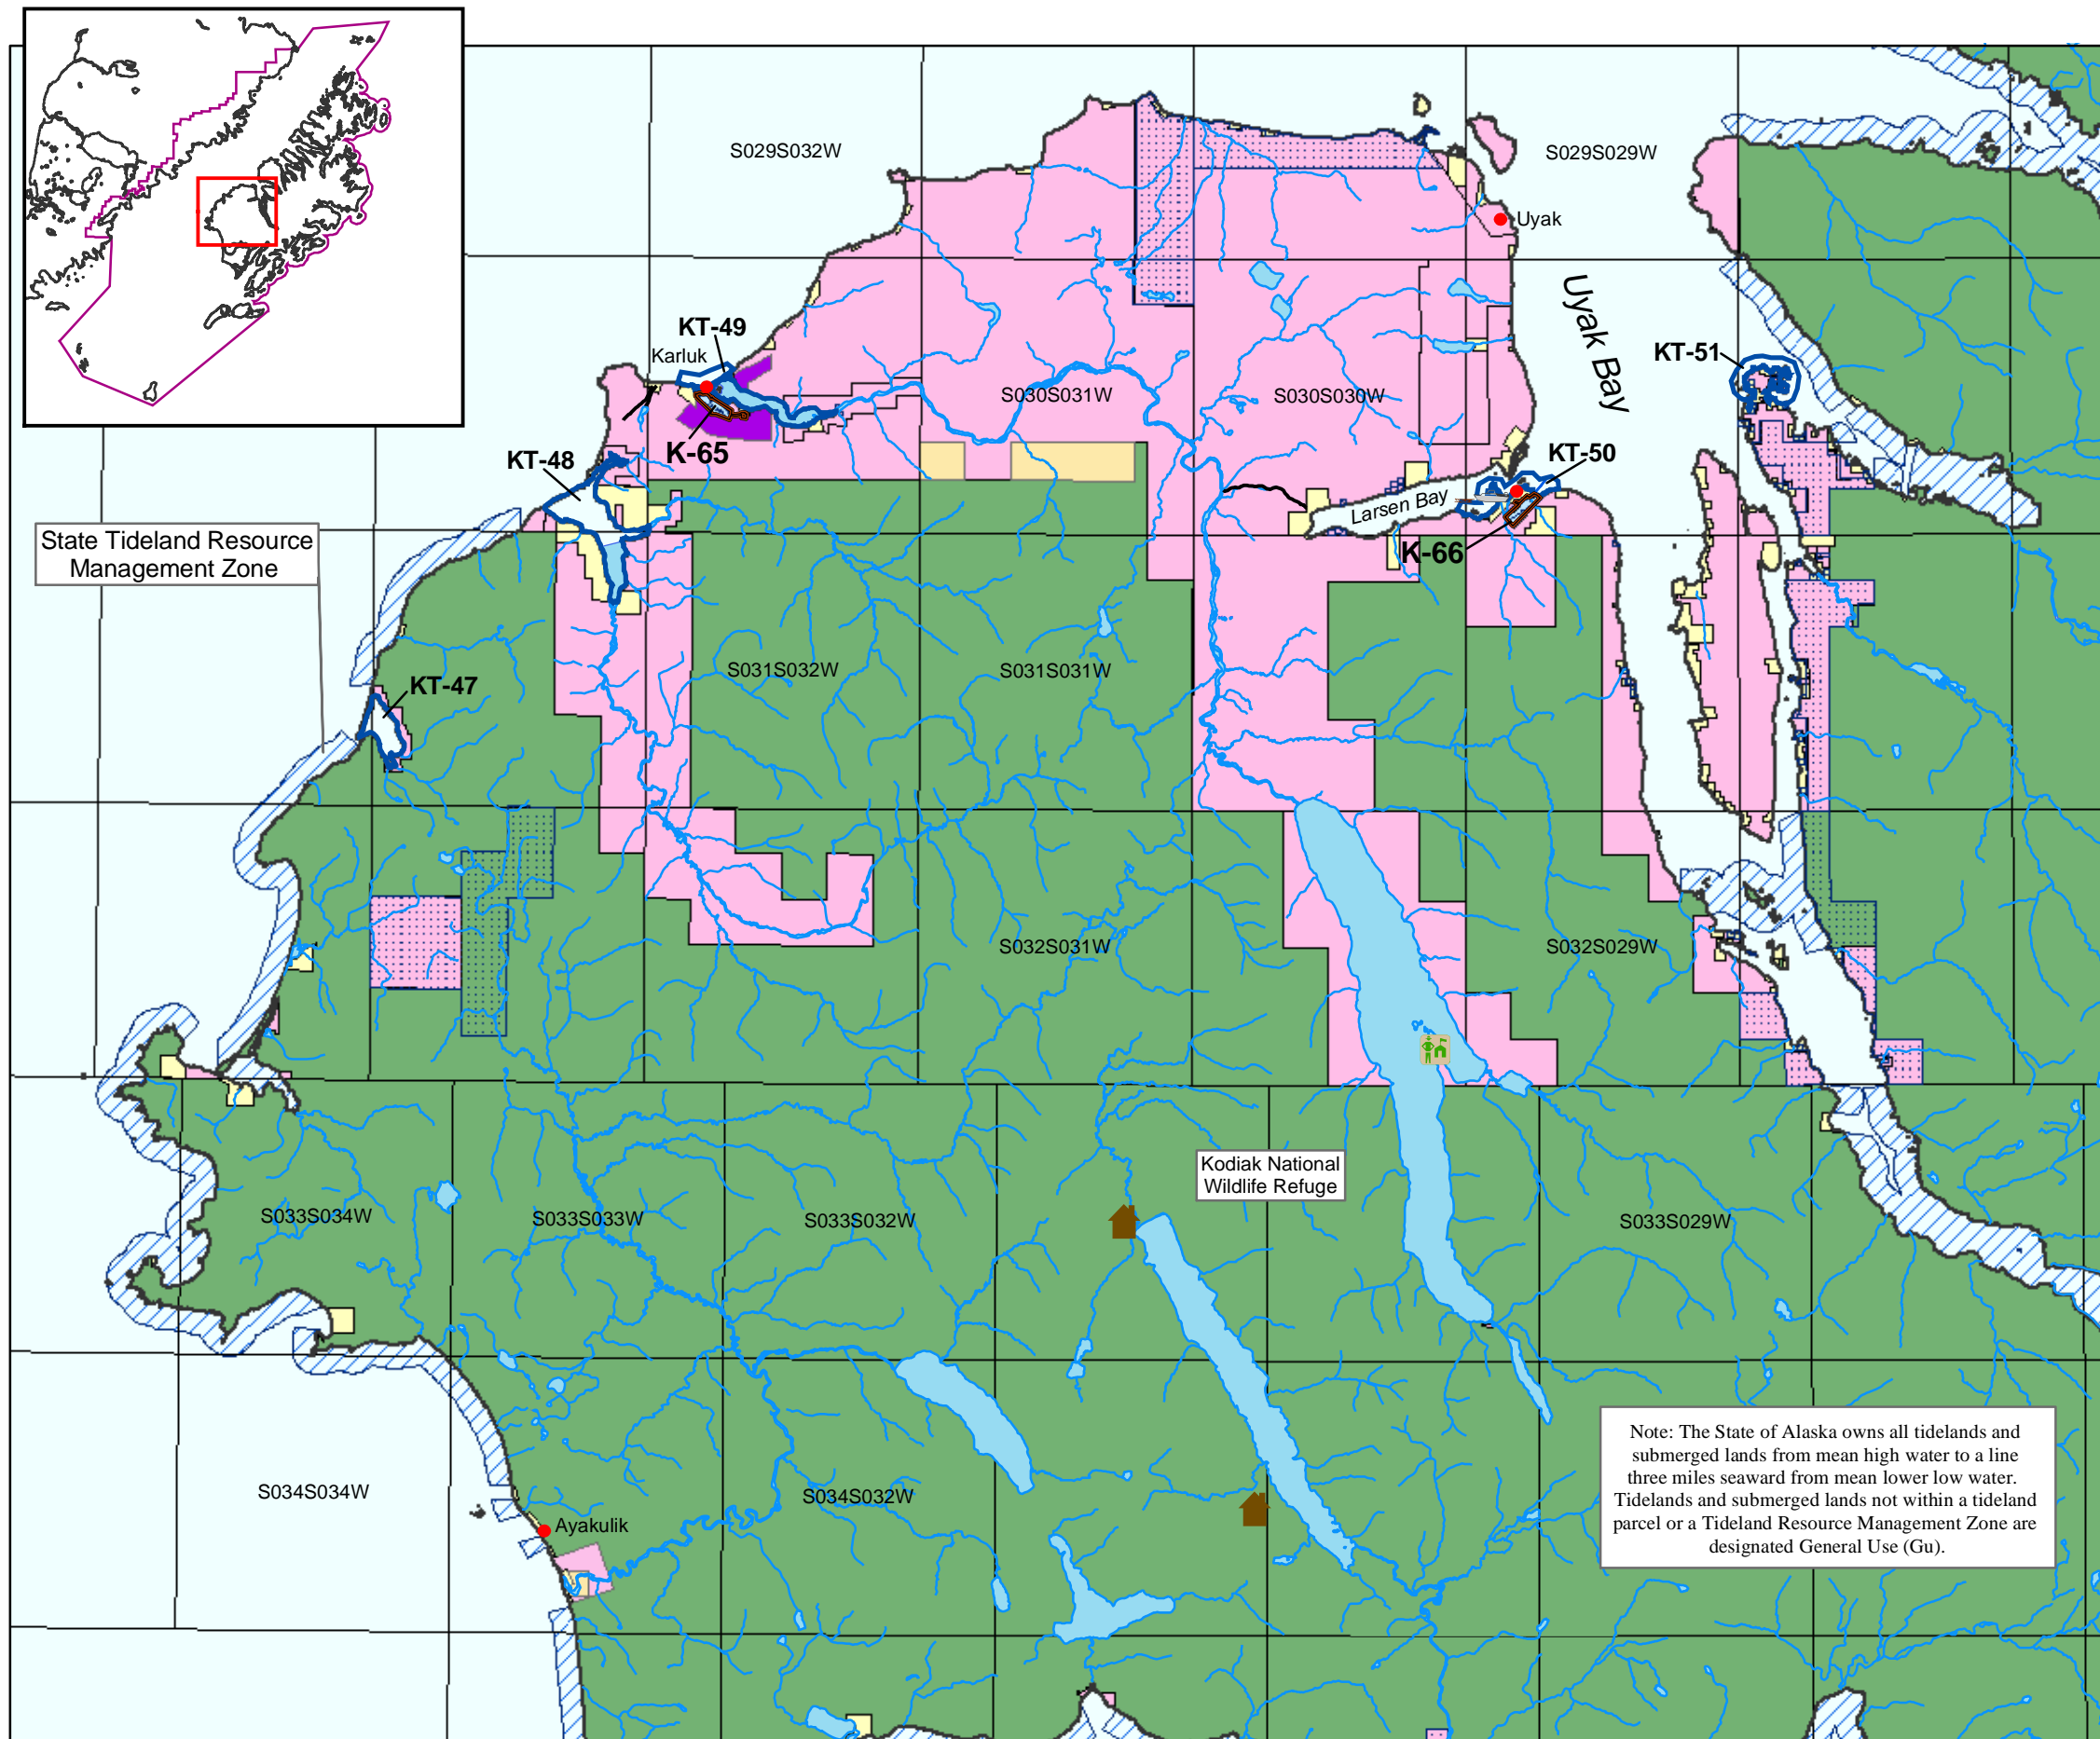 S029S032W
S029S029W
Uyak
Uyak Bay
KT-49
Karluk
KT-51
S030S031W
S030S030W
K-65
KT-48
KT-50
Larsen Bay
K-66
State Tideland Resource
Management Zone
S031S032W
S031S031W
KT-47
S032S031W
S032S029W
Kodiak National
Wildlife Refuge
S033S034W
S033S033W
S033S032W
S033S029W
Note: The State of Alaska owns all tidelands and
submerged lands from mean high water to a line
three miles seaward from mean lower low water.
Tidelands and submerged lands not within a tideland
parcel or a Tideland Resource Management Zone are
designated General Use (Gu).
S034S034W
S034S032W
Ayakulik